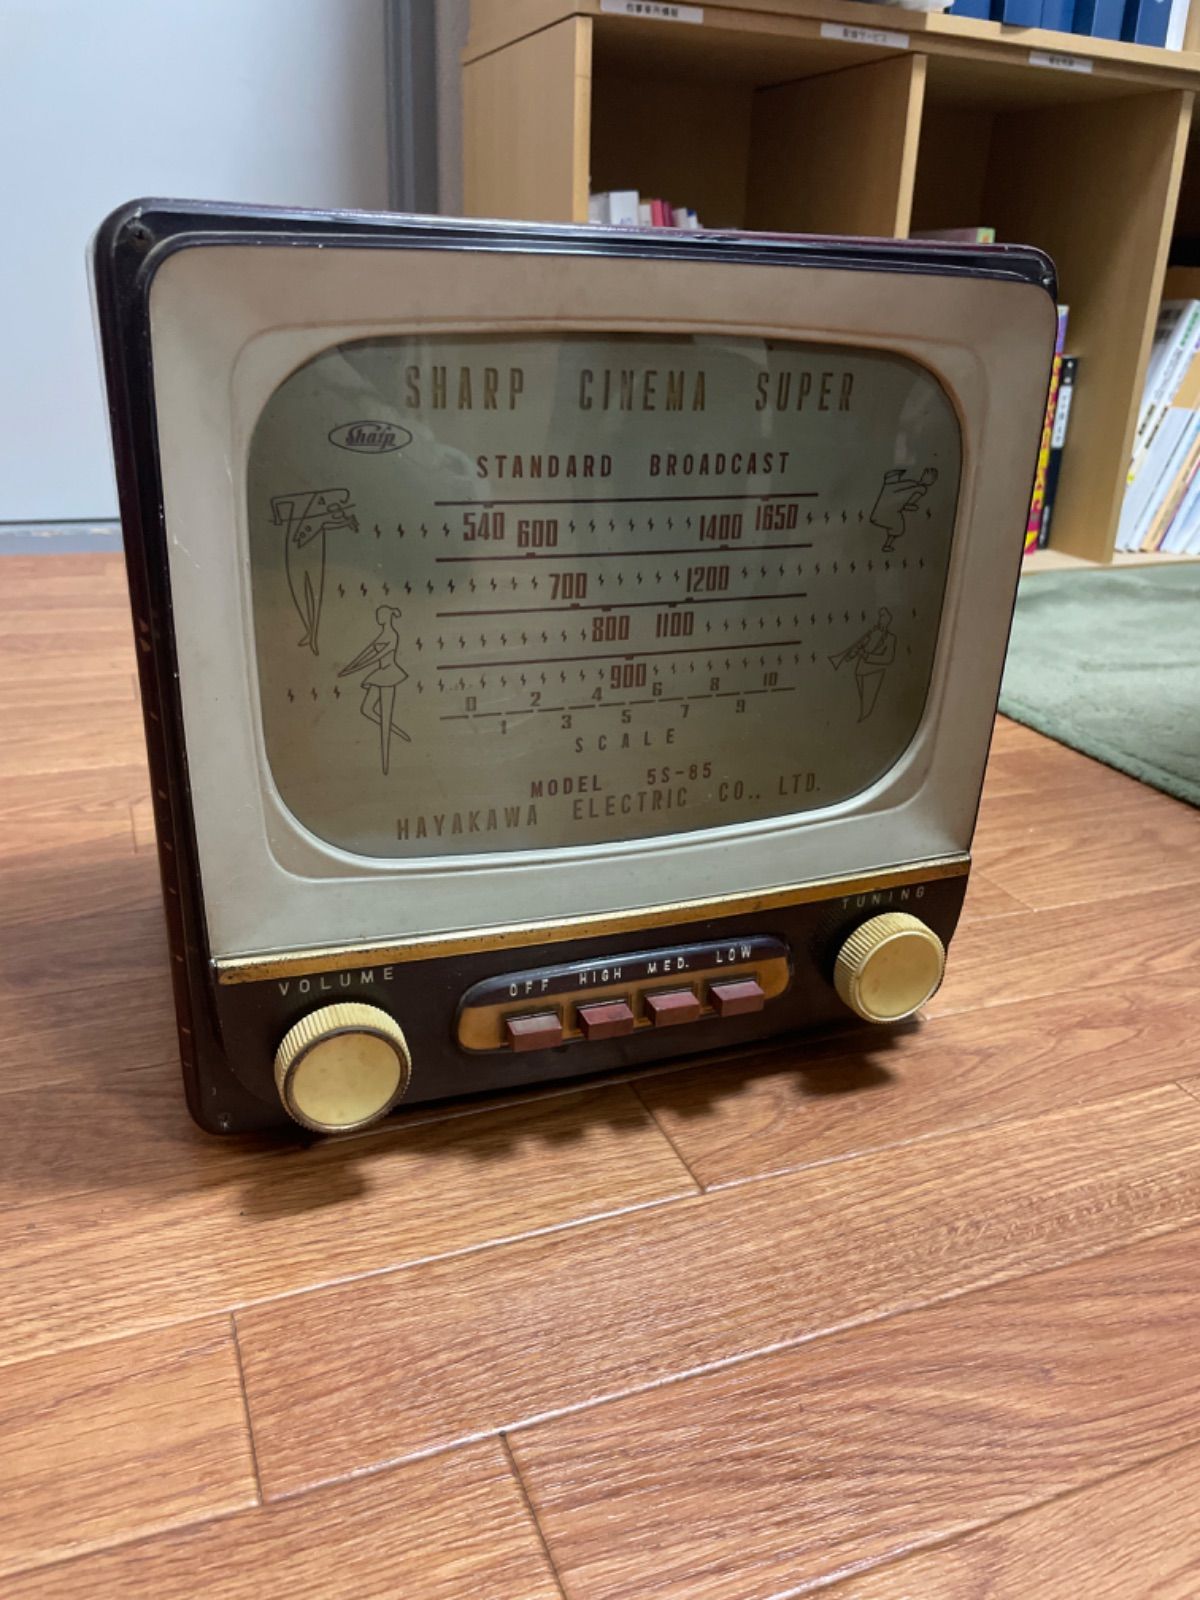 SHARP CINEMA SUPER
Sharp
STANDARD BROADCAST
540 600 1400 1650
700 1200
800 1100
900
0 2 4 6 8 10
1 3 5 7 9
SCALE
MODEL 5S-85
HAYAKAWA ELECTRIC CO., LTD.
TUNING
VOLUME
OFF HIGH MED. LOW